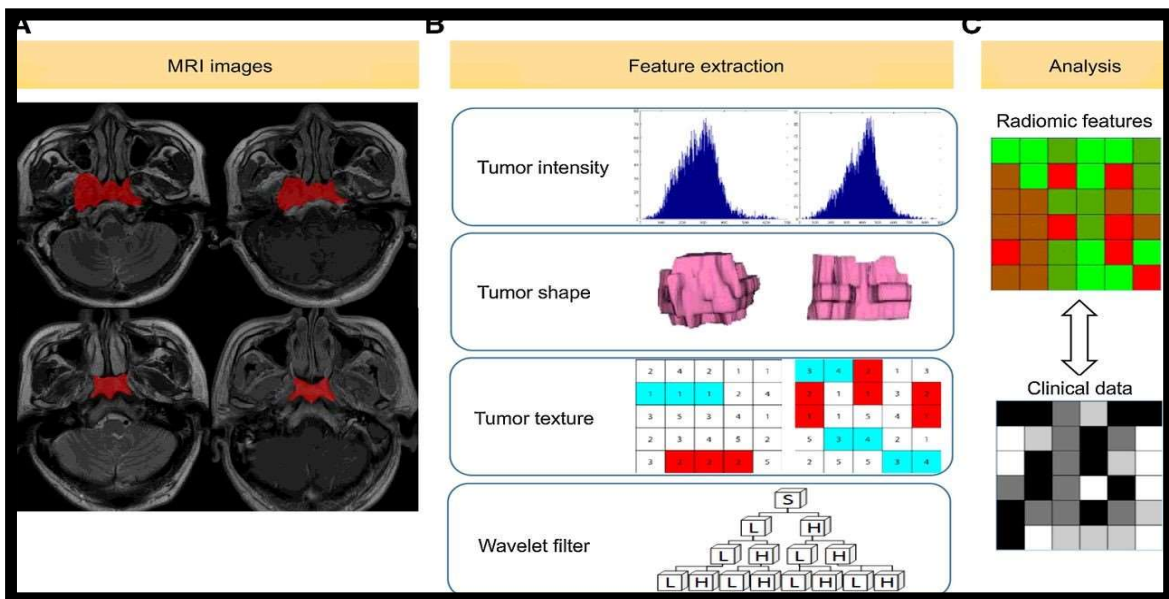 A
B
C
MRI images
Feature extraction
Analysis
Tumor intensity
Tumor shape
Tumor texture
2 4 2 1 1
1 1 1 2 4
3 5 3 4 1
2 3 4 5 2
3 2 2 2 5
3 4 1 3
1 3
1 5 4
5 3 4 2 1
2 5 5 3 4
Wavelet filter
S
L H
L H L H
L H L H L H L H
Radiomic features
Clinical data